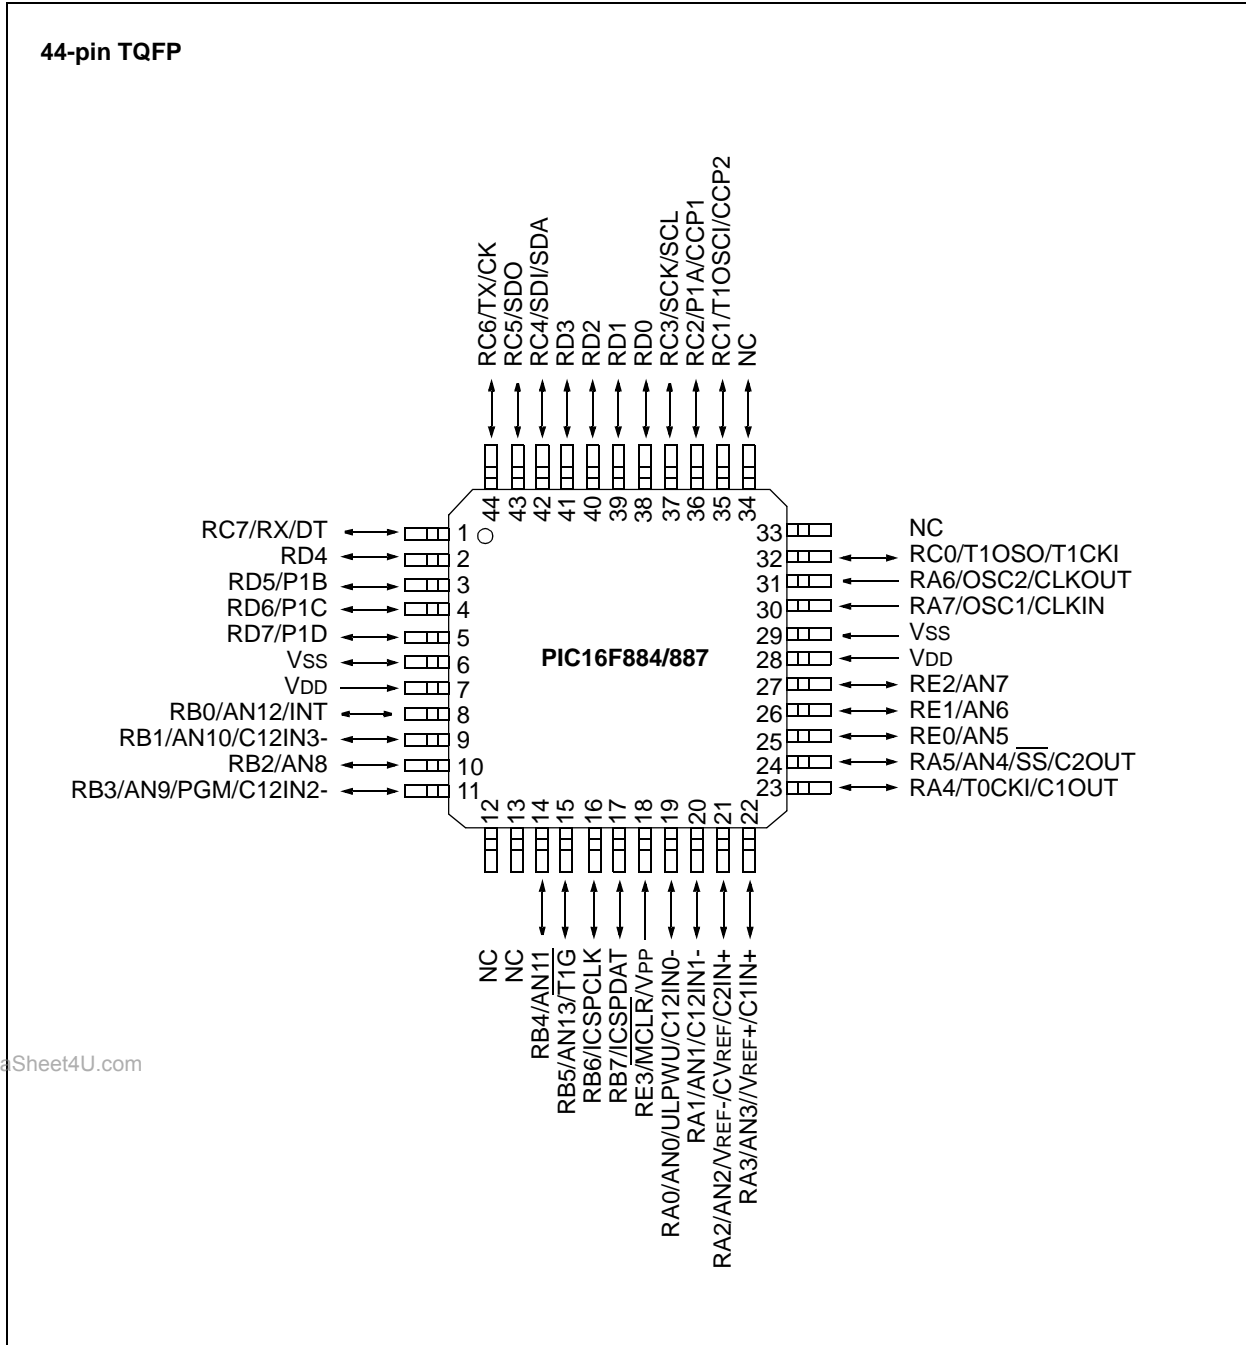 44-pin TQFP
RC6/TX/CK
RC5/SDO
RC4/SDI/SDA
RD3
RD2
RD1
RD0
RC3/SCK/SCL
RC2/P1A/CCP1
RC1/T1OSCI/CCP2
NC
44
43
42
41
40
39
38
37
36
35
34
RC7/RX/DT 1
RD4 2
RD5/P1B 3
RD6/P1C 4
RD7/P1D 5
VSS 6
VDD 7
RB0/AN12/INT 8
RB1/AN10/C12IN3- 9
RB2/AN8 10
RB3/AN9/PGM/C12IN2- 11
PIC16F884/887
33 NC
32 RC0/T1OSO/T1CKI
31 RA6/OSC2/CLKOUT
30 RA7/OSC1/CLKIN
29 VSS
28 VDD
27 RE2/AN7
26 RE1/AN6
25 RE0/AN5
24 RA5/AN4/SS/C2OUT
23 RA4/T0CKI/C1OUT
12
13
14
15
16
17
18
19
20
21
22
NC
NC
RB4/AN11
RB5/AN13/T1G
RB6/ICSPCLK
RB7/ICSPDAT
RE3/MCLR/VPP
RA0/AN0/ULPWU/C12IN0-
RA1/AN1/C12IN1-
RA2/AN2/VREF-/CVREF/C2IN+
RA3/AN3//VREF+/C1IN+
aSheet4U.com